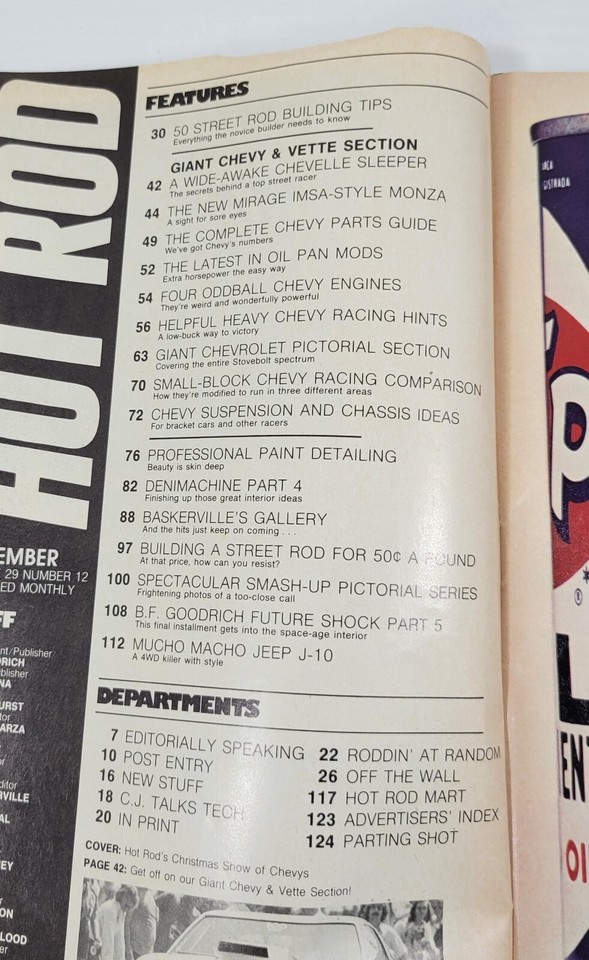 HOT ROD
FEATURES
30 50 STREET ROD BUILDING TIPS
Everything the novice builder needs to know
GIANT CHEVY & VETTE SECTION
42 A WIDE-AWAKE CHEVELLE SLEEPER
The secrets behind a top street racer
44 THE NEW MIRAGE IMSA-STYLE MONZA
A sight for sore eyes
49 THE COMPLETE CHEVY PARTS GUIDE
We've got Chevy's numbers
52 THE LATEST IN OIL PAN MODS
Extra horsepower the easy way
54 FOUR ODDBALL CHEVY ENGINES
They're weird and wonderfully powerful
56 HELPFUL HEAVY CHEVY RACING HINTS
A low-buck way to victory
63 GIANT CHEVROLET PICTORIAL SECTION
Covering the entire Stovebolt spectrum
70 SMALL-BLOCK CHEVY RACING COMPARISON
How they're modified to run in three different areas
72 CHEVY SUSPENSION AND CHASSIS IDEAS
For bracket cars and other racers
76 PROFESSIONAL PAINT DETAILING
Beauty is skin deep
82 DENIMACHINE PART 4
Finishing up those great interior ideas
88 BASKERVILLE'S GALLERY
And the hits just keep on coming . . .
97 BUILDING A STREET ROD FOR 50¢ A POUND
At that price, how can you resist?
100 SPECTACULAR SMASH-UP PICTORIAL SERIES
Frightening photos of a too-close call
108 B.F. GOODRICH FUTURE SHOCK PART 5
This final installment gets into the space-age interior
112 MUCHO MACHO JEEP J-10
A 4WD killer with style
DEPARTMENTS
7 EDITORIALLY SPEAKING
10 POST ENTRY
16 NEW STUFF
18 C.J. TALKS TECH
20 IN PRINT
22 RODDIN' AT RANDOM
26 OFF THE WALL
117 HOT ROD MART
123 ADVERTISERS' INDEX
124 PARTING SHOT
COVER: Hot Rod's Christmas Show of Chevys
PAGE 42: Get off on our Giant Chevy & Vette Section!
EMBER
29 NUMBER 12
ED MONTHLY
FF
nt/Publisher
RICH
blisher
NA
URST
tor
ARZA
or
ditor
RVILLE
AL
EY
or
ON
LOOD
er
RCA
GISTRADA
P
®
L
ENT
OI